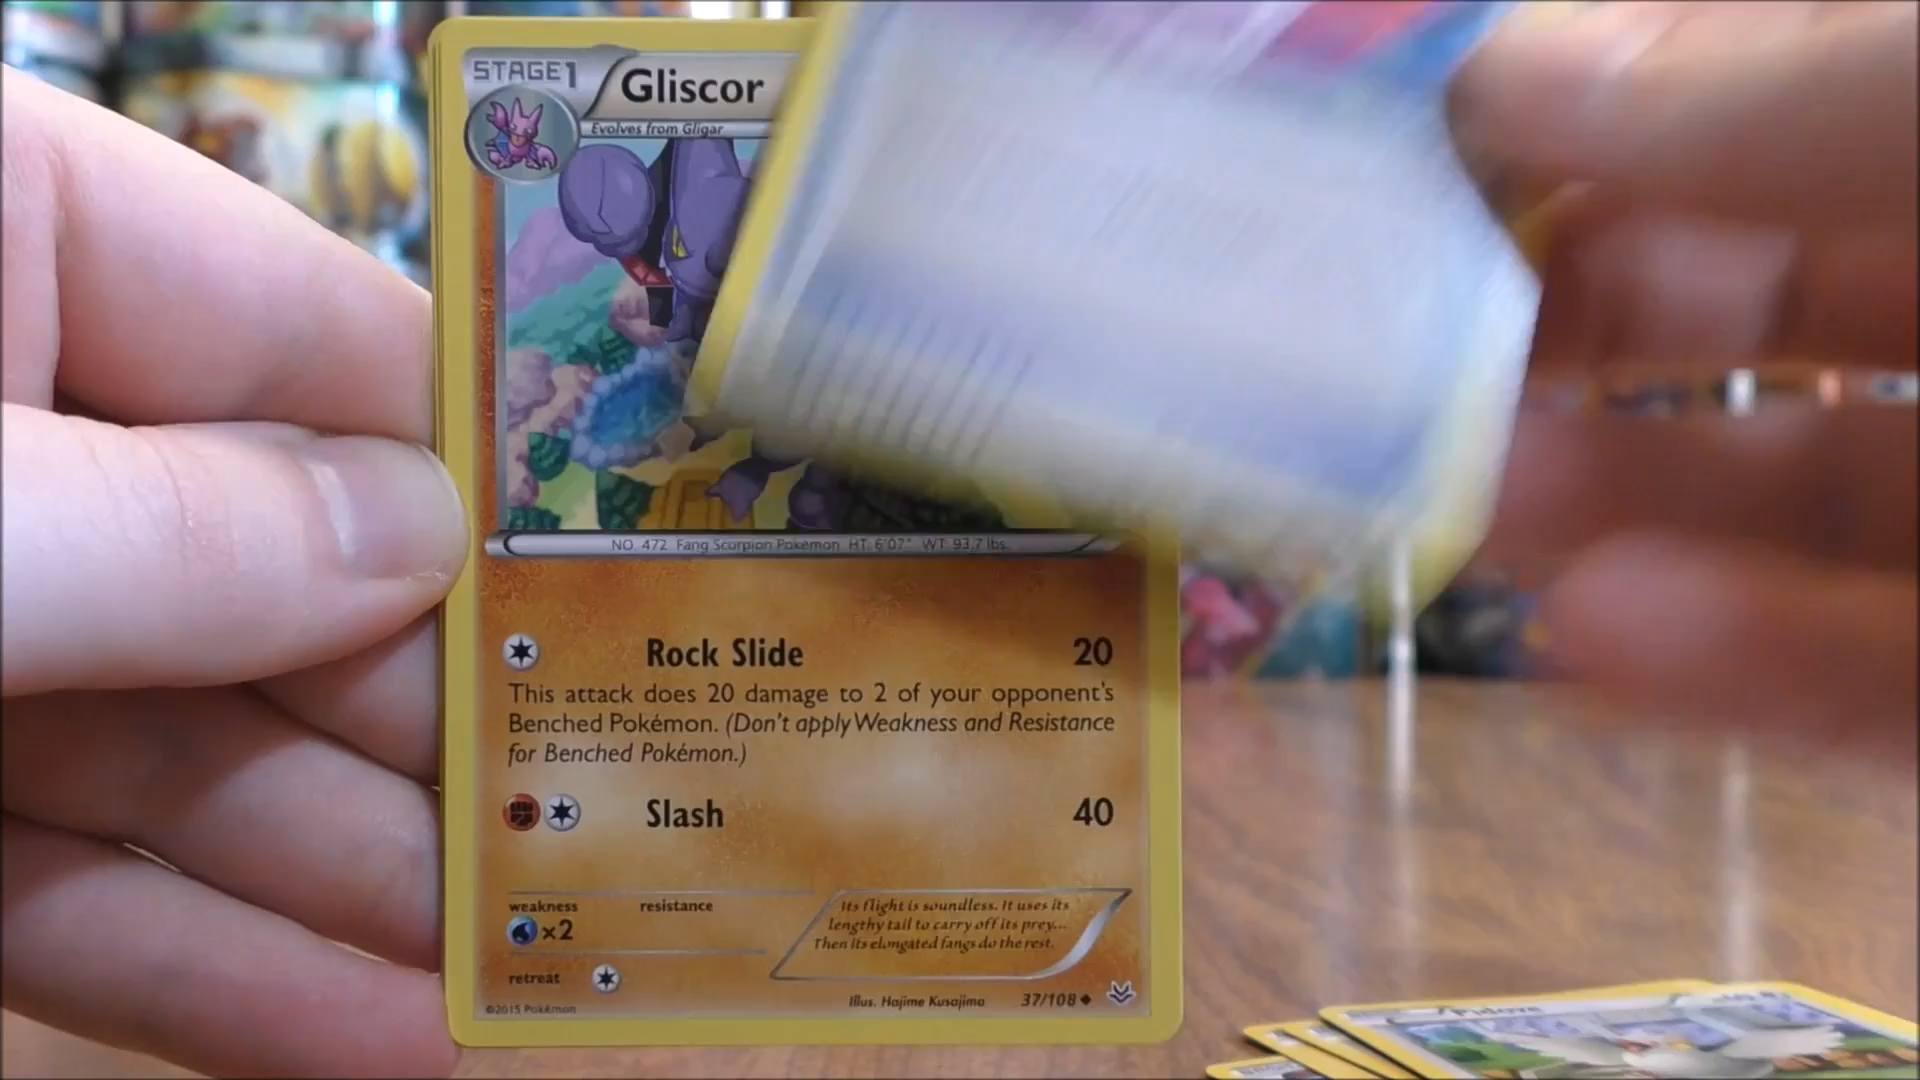 STAGE1
Gliscor
Evolves from Gligar
NO. 472 Fang Scorpion Pokémon HT: 6'07" WT: 93.7 lbs.
Rock Slide 20
This attack does 20 damage to 2 of your opponent's
Benched Pokémon. (Don't apply Weakness and Resistance
for Benched Pokémon.)
Slash 40
weakness resistance
×2
Its flight is soundless. It uses its
lengthy tail to carry off its prey...
Then its elongated fangs do the rest.
retreat
Illus. Hajime Kusajima 37/108
©2015 Pokémon
Pidove